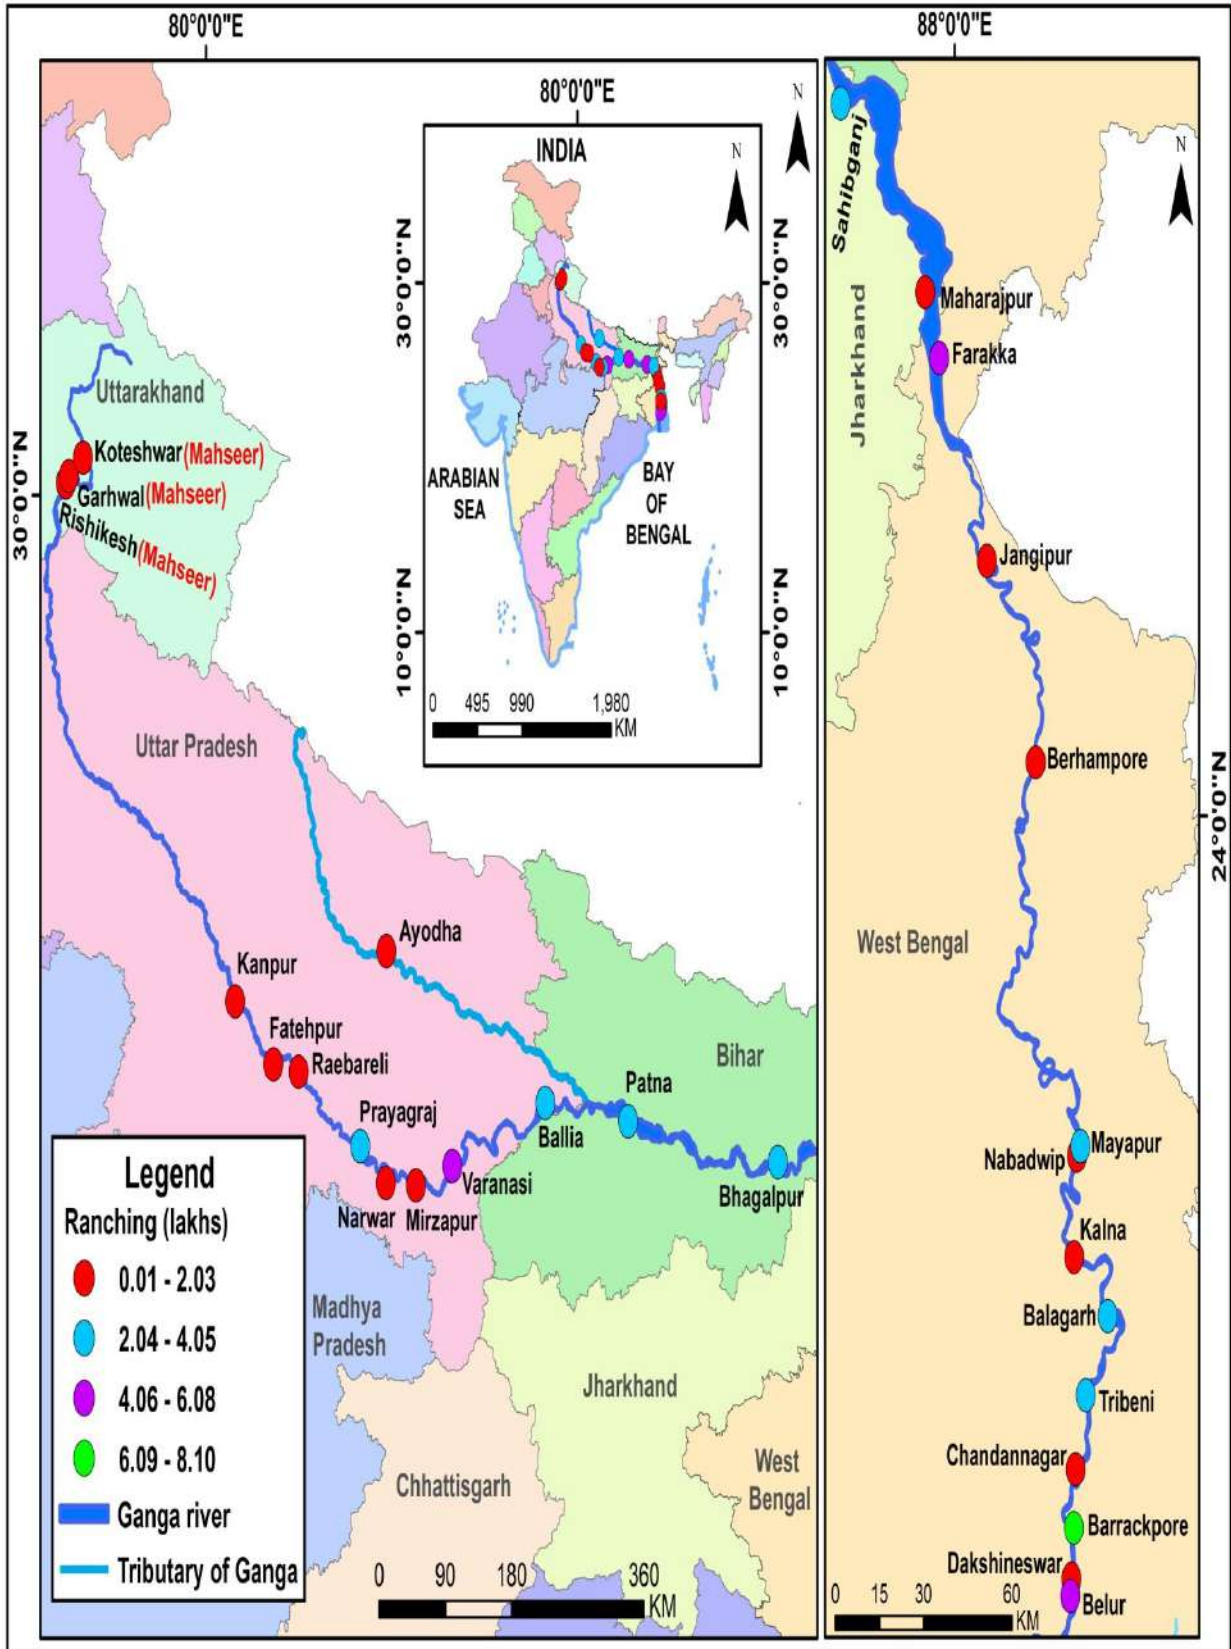 80°0'0"E
88°0'0"E
80°0'0"E
INDIA
N
N
N
30°0'0"N
30°0'0"N
ARABIAN
SEA
BAY
OF
BENGAL
10°0'0"N
10°0'0"N
0 495 990 1,980
KM
30°0'0"N
Uttarakhand
Koteshwar(Mahseer)
Garhwal(Mahseer)
Rishikesh(Mahseer)
Uttar Pradesh
Ayodha
Kanpur
Fatehpur
Raebareli
Prayagraj
Narwar
Mirzapur
Varanasi
Ballia
Patna
Bihar
Bhagalpur
Madhya
Pradesh
Jharkhand
Chhattisgarh
West
Bengal
Legend
Ranching (lakhs)
0.01 - 2.03
2.04 - 4.05
4.06 - 6.08
6.09 - 8.10
Ganga river
Tributary of Ganga
0 90 180 360
KM
Sahibganj
Maharajpur
Farakka
Jharkhand
Jangipur
Berhampore
24°0'0"N
West Bengal
Mayapur
Nabadwip
Kalna
Balagarh
Tribeni
Chandannagar
Barrackpore
Dakshineswar
Belur
0 15 30 60
KM